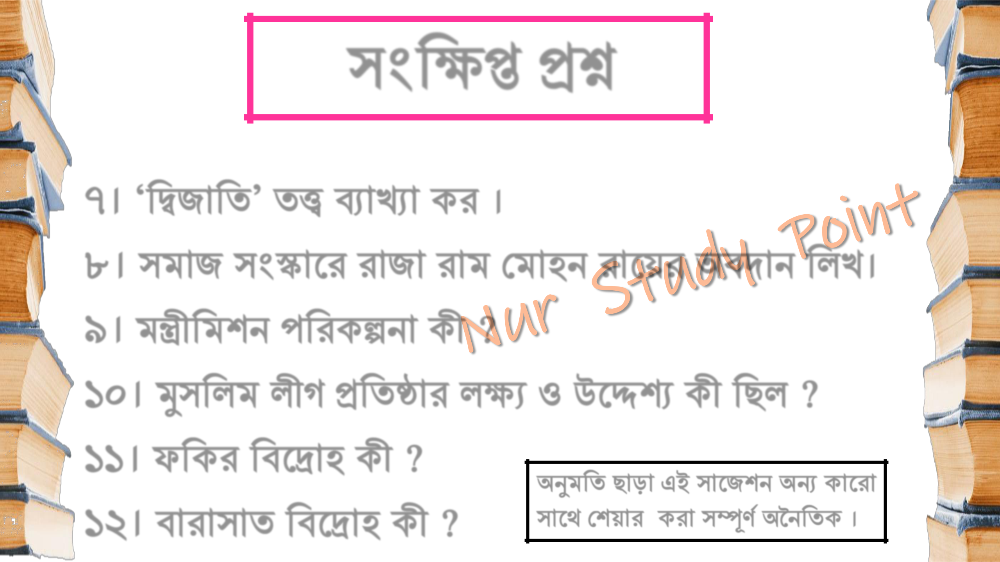 সংক্ষিপ্ত প্রশ্ন
৭। ‘দ্বিজাতি’ তত্ত্ব ব্যাখ্যা কর ।
৮। সমাজ সংস্কারে রাজা রাম মোহন রায়ের অবদান লিখ।
৯। মন্ত্রীমিশন পরিকল্পনা কী ?
১০। মুসলিম লীগ প্রতিষ্ঠার লক্ষ্য ও উদ্দেশ্য কী ছিল ?
১১। ফকির বিদ্রোহ কী ?
১২। বারাসাত বিদ্রোহ কী ?
Nur Study Point
অনুমতি ছাড়া এই সাজেশন অন্য কারো
সাথে শেয়ার করা সম্পূর্ণ অনৈতিক ।